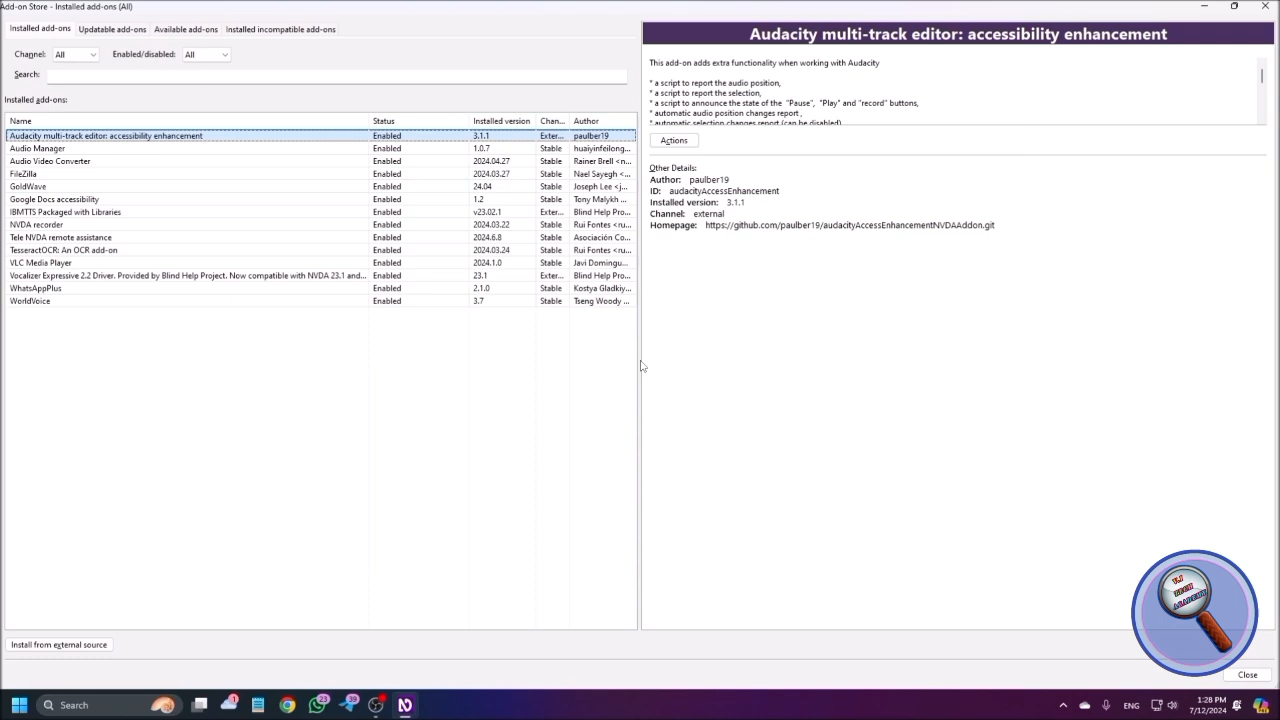 Add-on Store - Installed add-ons (All)
Installed add-ons
Updatable add-ons
Available add-ons
Installed incompatible add-ons
Channel: All
Enabled/disabled: All
Search:
Installed add-ons:
Name Status Installed version Chan... Author
Audacity multi-track editor: accessibility enhancement Enabled 3.1.1 Exter... paulber19
Audio Manager Enabled 1.0.7 Stable huaiyinfeilong...
Audio Video Converter Enabled 2024.04.27 Stable Rainer Brell <n...
FileZilla Enabled 2024.03.27 Stable Nael Sayegh <...
GoldWave Enabled 24.04 Stable Joseph Lee <j...
Google Docs accessibility Enabled 1.2 Stable Tony Malykh ...
IBMTTS Packaged with Libraries Enabled v23.02.1 Exter... Blind Help Pro...
NVDA recorder Enabled 2024.03.22 Stable Rui Fontes <ru...
Tele NVDA remote assistance Enabled 2024.6.8 Stable Asociación Co...
TesseractOCR: An OCR add-on Enabled 2024.03.24 Stable Rui Fontes <ru...
VLC Media Player Enabled 2024.1.0 Stable Javi Domingu...
Vocalizer Expressive 2.2 Driver. Provided by Blind Help Project. Now compatible with NVDA 23.1 and... Enabled 23.1 Exter... Blind Help Pro...
WhatsAppPlus Enabled 2.1.0 Stable Kostya Gladkiy...
WorldVoice Enabled 3.7 Stable Tseng Woody ...
Install from external source
Audacity multi-track editor: accessibility enhancement
This add-on adds extra functionality when working with Audacity
* a script to report the audio position,
* a script to report the selection,
* a script to announce the state of the "Pause", "Play" and "record" buttons,
* automatic audio position changes report ,
* automatic selection changes report (can be disabled)
Actions
Other Details:
Author: paulber19
ID: audacityAccessEnhancement
Installed version: 3.1.1
Channel: external
Homepage: https://github.com/paulber19/audacityAccessEnhancementNVDAAddon.git
TECH
ACADEMY
Close
Search
23
39
ENG
1:28 PM
7/12/2024